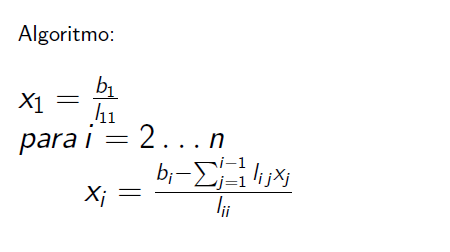 Algoritmo:
x₁ = b₁/l₁₁
para i = 2 . . . n
xᵢ = (bᵢ − ∑ⱼ₌₁ⁱ⁻¹ lᵢⱼxⱼ)/lᵢᵢ